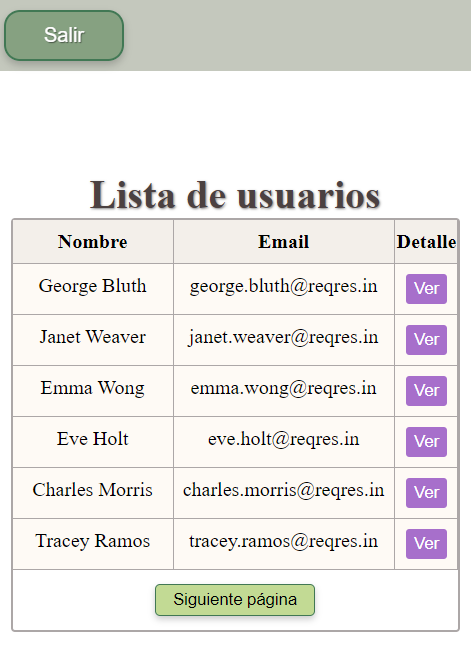 Salir
Lista de usuarios
Nombre Email Detalle
George Bluth george.bluth@reqres.in Ver
Janet Weaver janet.weaver@reqres.in Ver
Emma Wong emma.wong@reqres.in Ver
Eve Holt eve.holt@reqres.in Ver
Charles Morris charles.morris@reqres.in Ver
Tracey Ramos tracey.ramos@reqres.in Ver
Siguiente página